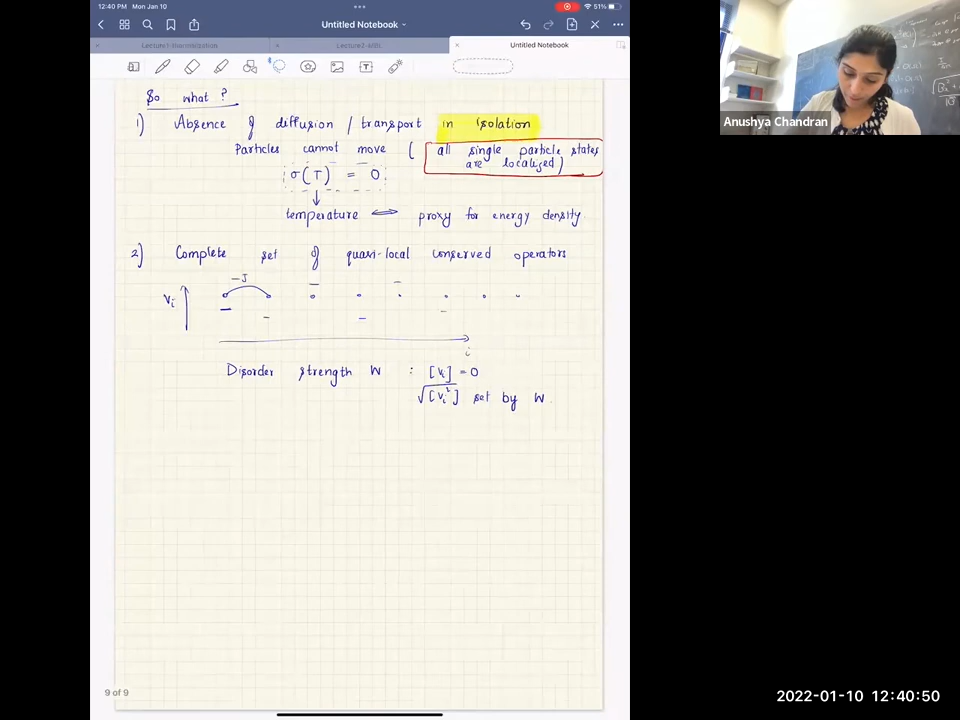 12:40 PM Mon Jan 10
51%
Untitled Notebook
Lecture1-thermalization
Lecture2-MBL
Untitled Notebook
So what ?
1) Absence of diffusion / transport in isolation
Particles cannot move ( all single particle states
are localized )
σ(T) = 0
temperature ⟺ proxy for energy density
2) Complete set of quasi-local conserved operators
-J
Vi
i
Disorder strength W : [Vi] = 0
√[Vi²] set by W.
9 of 9
Anushya Chandran
2022-01-10 12:40:50